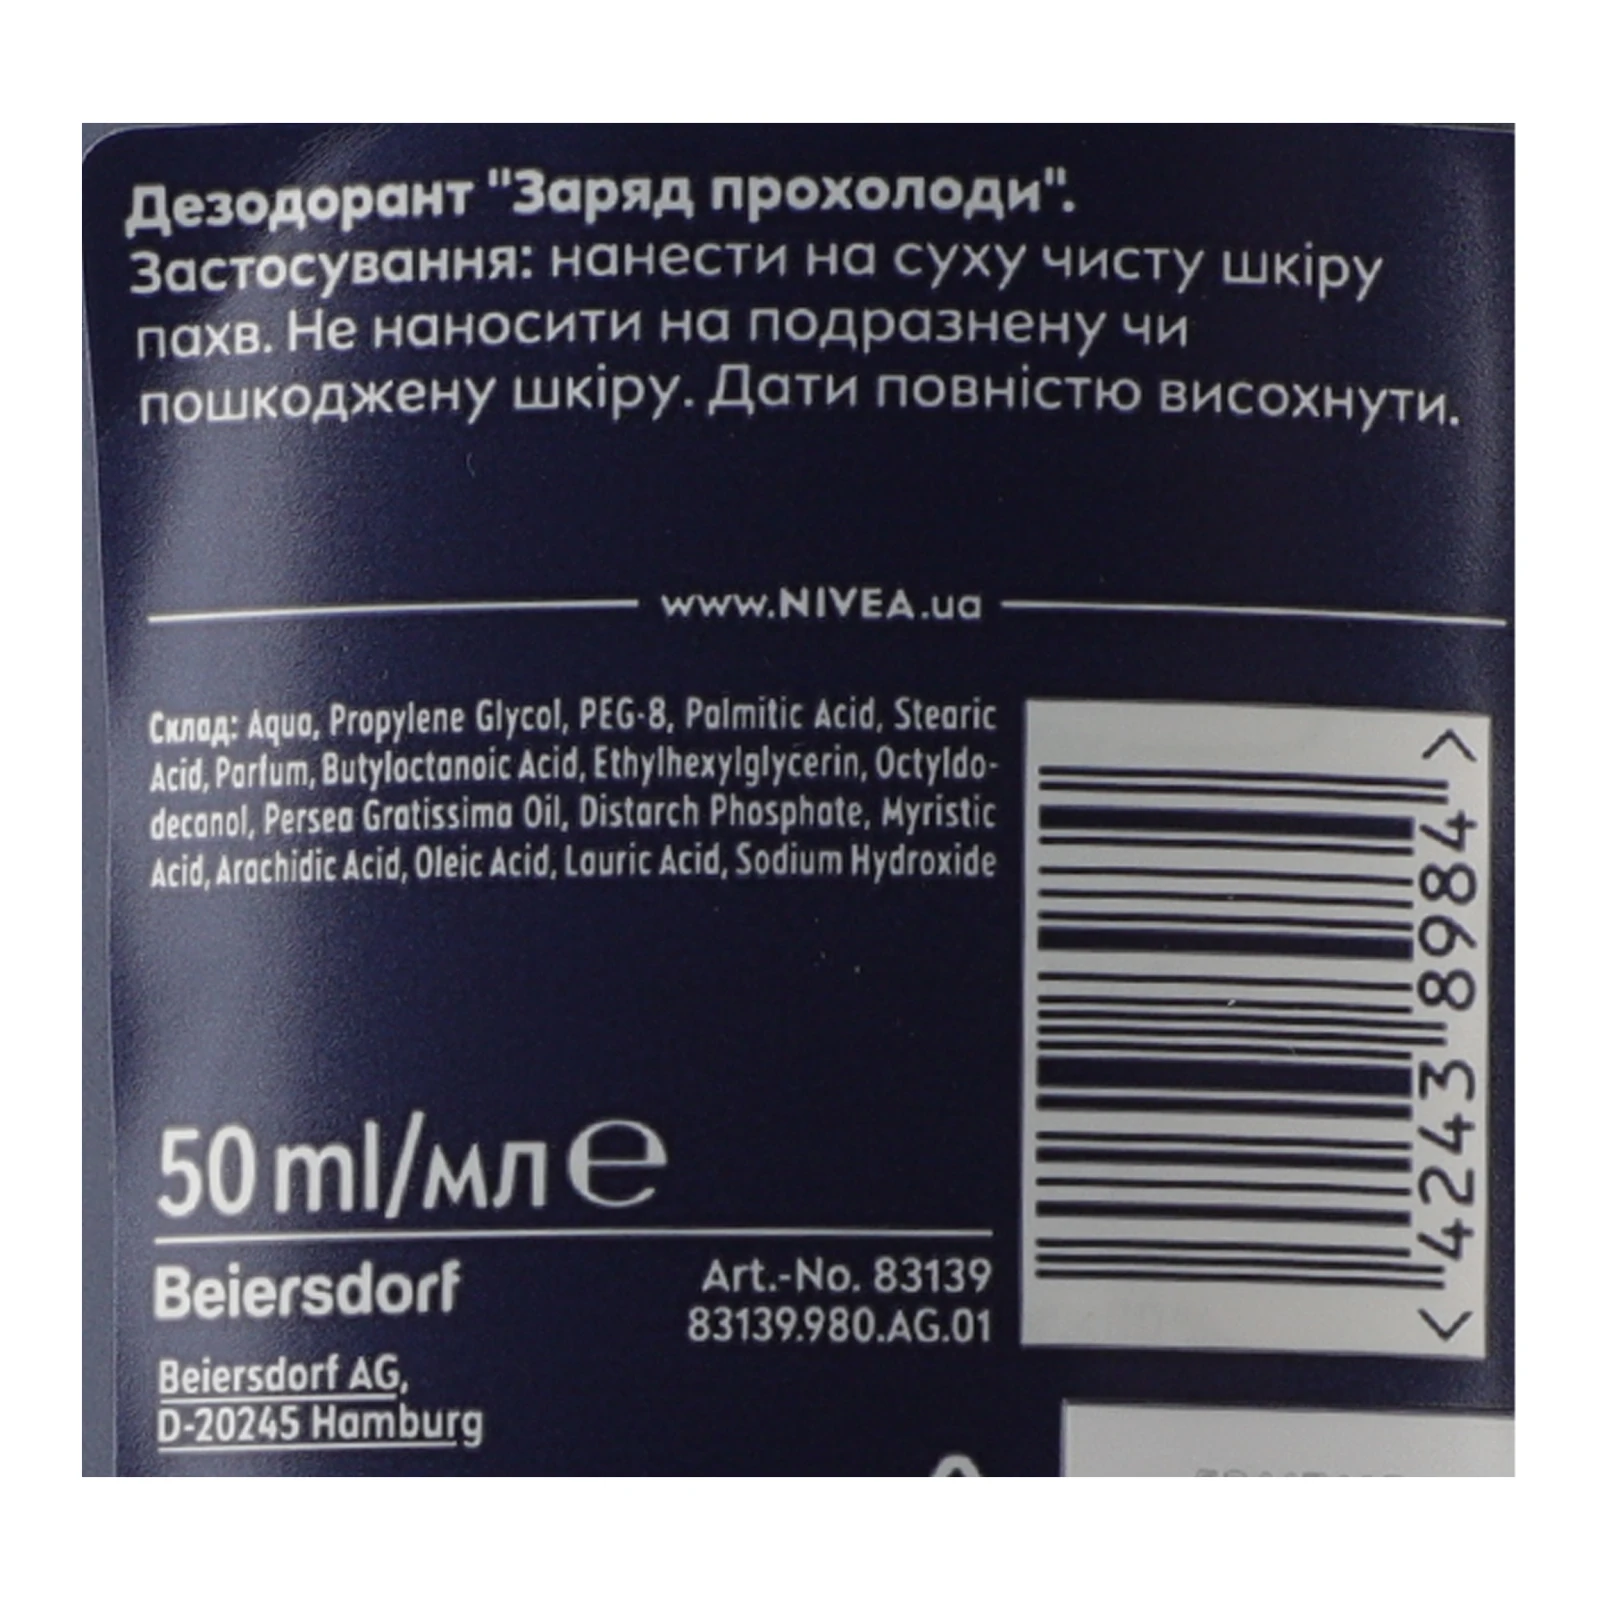 Дезодорант "Заряд прохолоди".
Застосування: нанести на суху чисту шкіру
пахв. Не наносити на подразнену чи
пошкоджену шкіру. Дати повністю висохнути.
www.NIVEA.ua
Склад: Aqua, Propylene Glycol, PEG-8, Palmitic Acid, Stearic
Acid, Parfum, Butyloctanoic Acid, Ethylhexylglycerin, Octyldo-
decanol, Persea Gratissima Oil, Distarch Phosphate, Myristic
Acid, Arachidic Acid, Oleic Acid, Lauric Acid, Sodium Hydroxide
< 4243 8984 >
50 ml/мл e
Beiersdorf
Art.-No. 83139
83139.980.AG.01
Beiersdorf AG,
D-20245 Hamburg